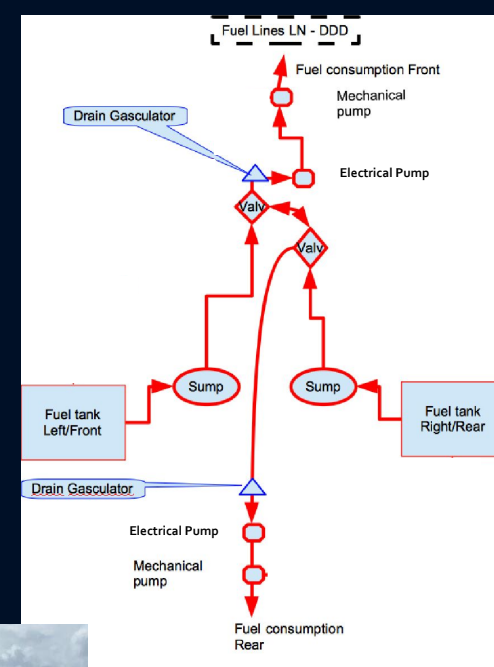 Fuel Lines LN - DDD
Fuel consumption Front
Mechanical
pump
Drain Gasculator
Electrical Pump
Valv
Valv
Sump
Sump
Fuel tank
Left/Front
Fuel tank
Right/Rear
Drain Gasculator
Electrical Pump
Mechanical
pump
Fuel consumption
Rear